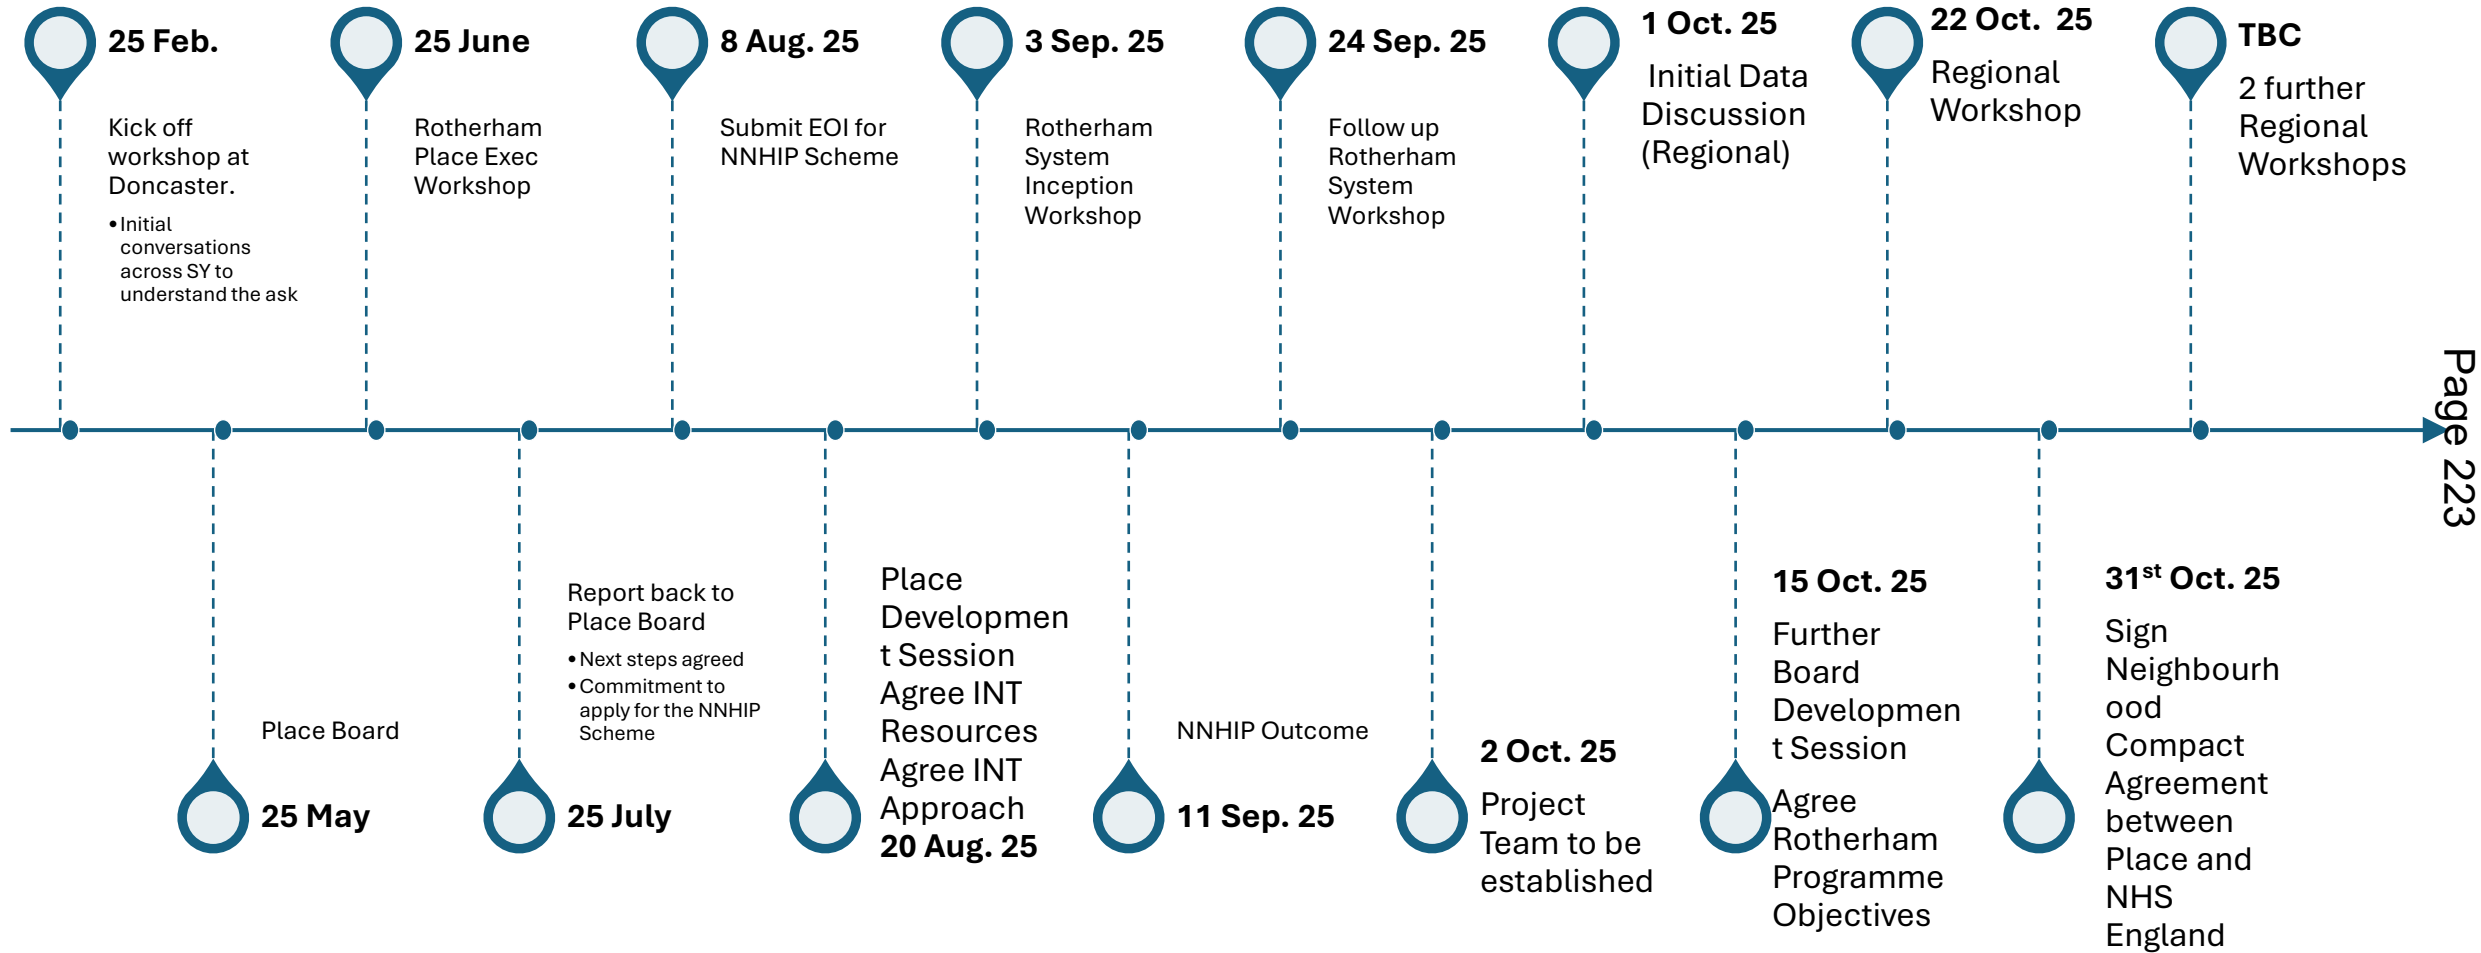 25 Feb.
Kick off
workshop at
Doncaster.
•Initial
conversations
across SY to
understand the ask
25 June
Rotherham
Place Exec
Workshop
8 Aug. 25
Submit EOI for
NNHIP Scheme
3 Sep. 25
Rotherham
System
Inception
Workshop
24 Sep. 25
Follow up
Rotherham
System
Workshop
1 Oct. 25
Initial Data
Discussion
(Regional)
22 Oct. 25
Regional
Workshop
TBC
2 further
Regional
Workshops
Page 223
Place Board
25 May
Report back to
Place Board
•Next steps agreed
•Commitment to
apply for the NNHIP
Scheme
25 July
Place
Developmen
t Session
Agree INT
Resources
Agree INT
Approach
20 Aug. 25
NNHIP Outcome
11 Sep. 25
2 Oct. 25
Project
Team to be
established
15 Oct. 25
Further
Board
Developmen
t Session
Agree
Rotherham
Programme
Objectives
31st Oct. 25
Sign
Neighbourh
ood
Compact
Agreement
between
Place and
NHS
England